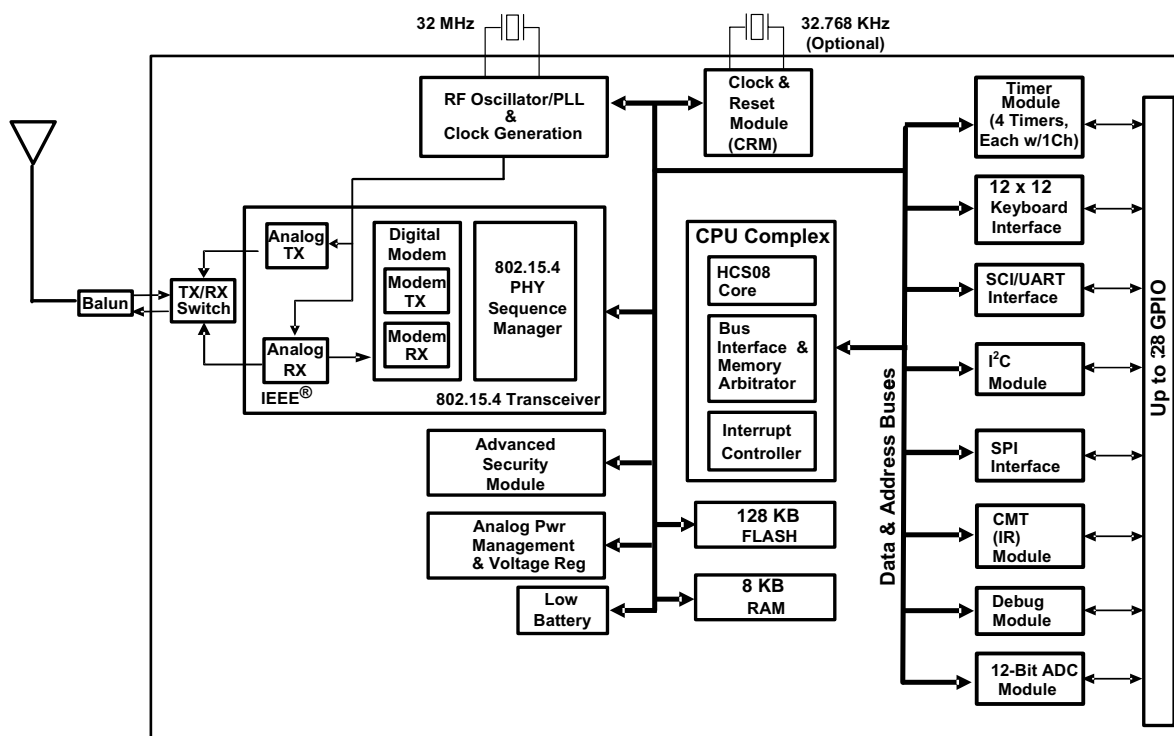 32 MHz
32.768 KHz
(Optional)
RF Oscillator/PLL
&
Clock Generation
Clock &
Reset
Module
(CRM)
Timer
Module
(4 Timers,
Each w/1Ch)
12 x 12
Keyboard
Interface
SCI/UART
Interface
I²C
Module
SPI
Interface
CMT
(IR)
Module
Debug
Module
12-Bit ADC
Module
Up to 28 GPIO
Data & Address Buses
CPU Complex
HCS08
Core
Bus
Interface &
Memory
Arbitrator
Interrupt
Controller
128 KB
FLASH
8 KB
RAM
Balun
TX/RX
Switch
Analog
TX
Analog
RX
Digital
Modem
Modem
TX
Modem
RX
802.15.4
PHY
Sequence
Manager
IEEE®
802.15.4 Transceiver
Advanced
Security
Module
Analog Pwr
Management
& Voltage Reg
Low
Battery